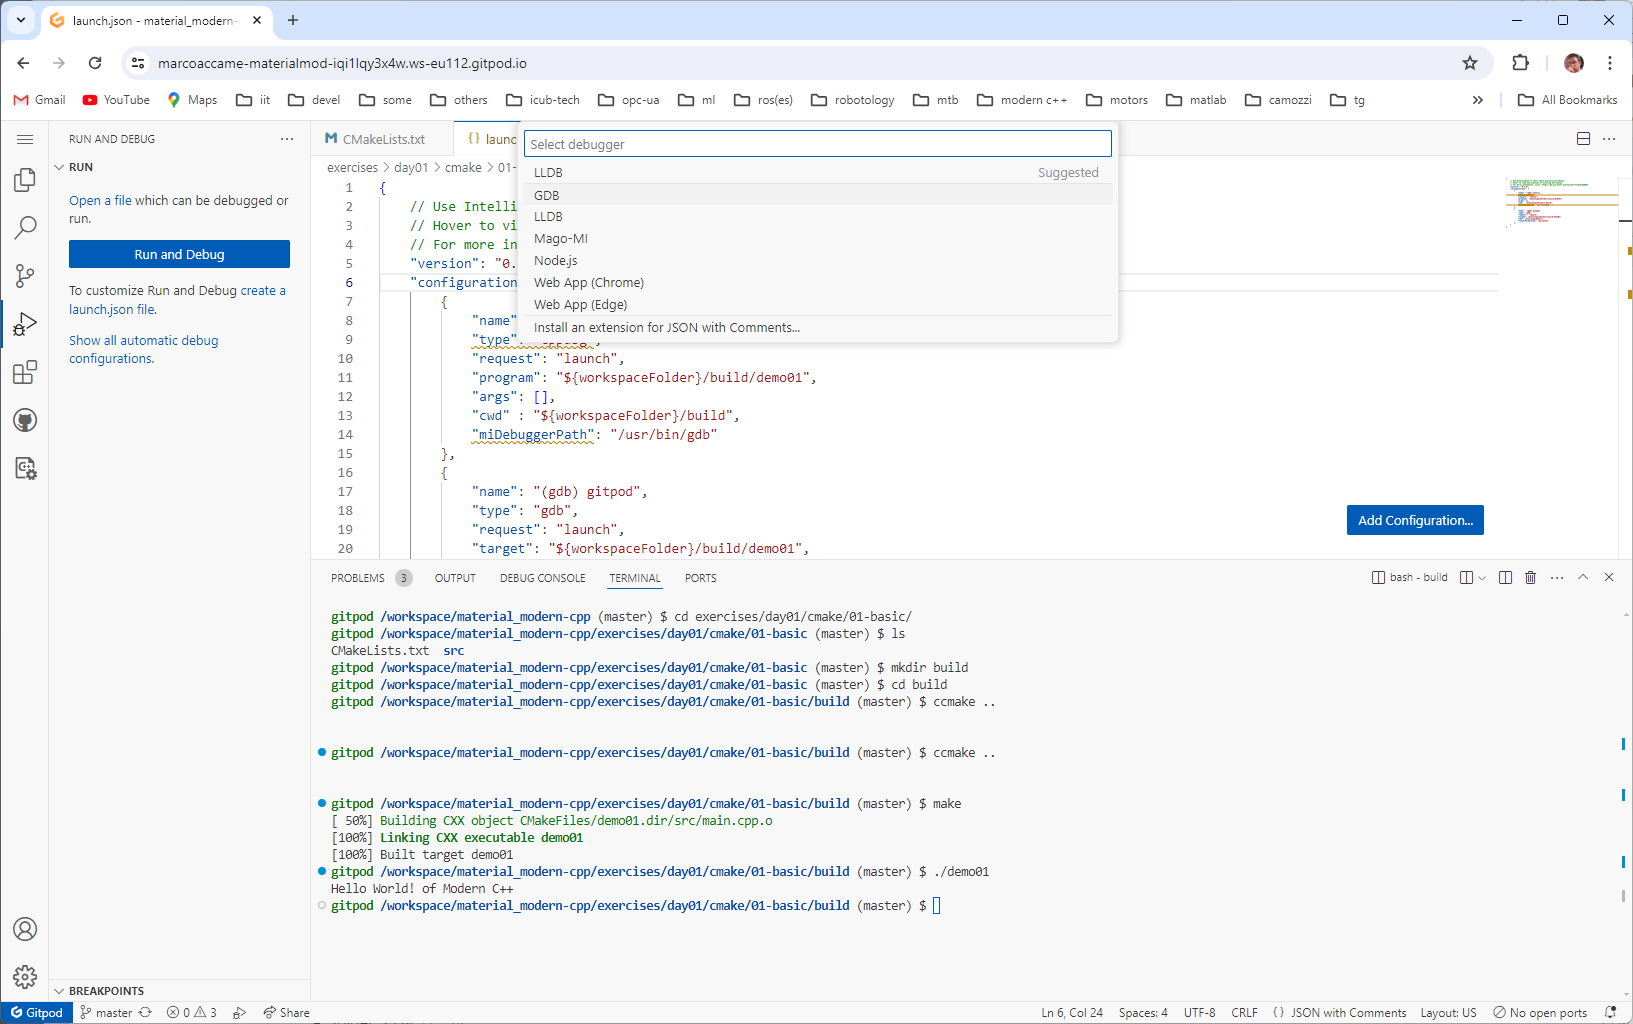 launch.json - material_modern-
marcoaccame-materialmod-iqi1lqy3x4w.ws-eu112.gitpod.io
Gmail YouTube Maps iit devel some others icub-tech opc-ua ml ros(es) robotology mtb modern c++ motors matlab camozzi tg » All Bookmarks
RUN AND DEBUG
RUN
Open a file which can be debugged or
run.
Run and Debug
To customize Run and Debug create a
launch.json file.
Show all automatic debug
configurations.
BREAKPOINTS
CMakeLists.txt
{ } launc
exercises > day01 > cmake > 01-
Select debugger
LLDB Suggested
GDB
LLDB
Mago-MI
Node.js
Web App (Chrome)
Web App (Edge)
Install an extension for JSON with Comments...
1 {
2 // Use Intelli
3 // Hover to vi
4 // For more in
5 "version": "0.
6 "configuration
7 {
8 "name"
9 "type"
10 "request": "launch",
11 "program": "${workspaceFolder}/build/demo01",
12 "args": [],
13 "cwd" : "${workspaceFolder}/build",
14 "miDebuggerPath": "/usr/bin/gdb"
15 },
16 {
17 "name": "(gdb) gitpod",
18 "type": "gdb",
19 "request": "launch",
20 "target": "${workspaceFolder}/build/demo01",
Add Configuration...
PROBLEMS 3 OUTPUT DEBUG CONSOLE TERMINAL PORTS
bash - build
gitpod /workspace/material_modern-cpp (master) $ cd exercises/day01/cmake/01-basic/
gitpod /workspace/material_modern-cpp/exercises/day01/cmake/01-basic (master) $ ls
CMakeLists.txt src
gitpod /workspace/material_modern-cpp/exercises/day01/cmake/01-basic (master) $ mkdir build
gitpod /workspace/material_modern-cpp/exercises/day01/cmake/01-basic (master) $ cd build
gitpod /workspace/material_modern-cpp/exercises/day01/cmake/01-basic/build (master) $ ccmake ..
gitpod /workspace/material_modern-cpp/exercises/day01/cmake/01-basic/build (master) $ ccmake ..
gitpod /workspace/material_modern-cpp/exercises/day01/cmake/01-basic/build (master) $ make
[ 50%] Building CXX object CMakeFiles/demo01.dir/src/main.cpp.o
[100%] Linking CXX executable demo01
[100%] Built target demo01
gitpod /workspace/material_modern-cpp/exercises/day01/cmake/01-basic/build (master) $ ./demo01
Hello World! of Modern C++
gitpod /workspace/material_modern-cpp/exercises/day01/cmake/01-basic/build (master) $
Gitpod master 0 3 Share Ln 6, Col 24 Spaces: 4 UTF-8 CRLF { } JSON with Comments Layout: US No open ports